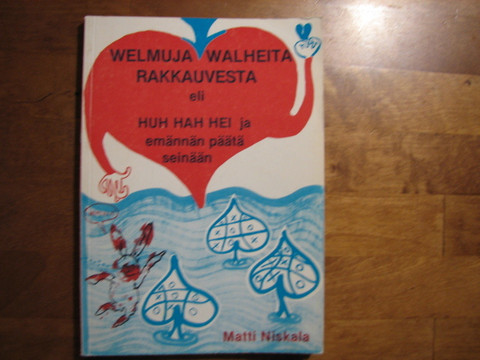 WELMUJA WALHEITA
RAKKAUVESTA
eli
HUH HAH HEI ja
emännän päätä
seinään
Matti Niskala